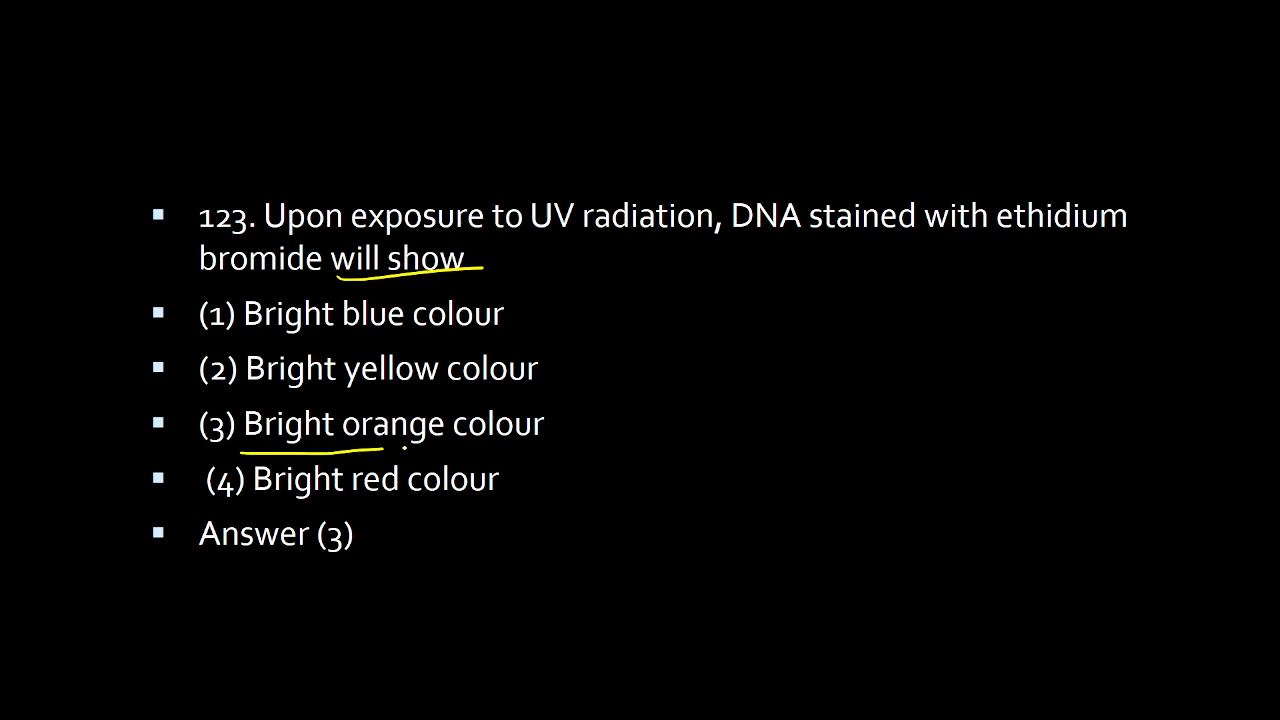 123. Upon exposure to UV radiation, DNA stained with ethidium
bromide will show
(1) Bright blue colour
(2) Bright yellow colour
(3) Bright orange colour
(4) Bright red colour
Answer (3)